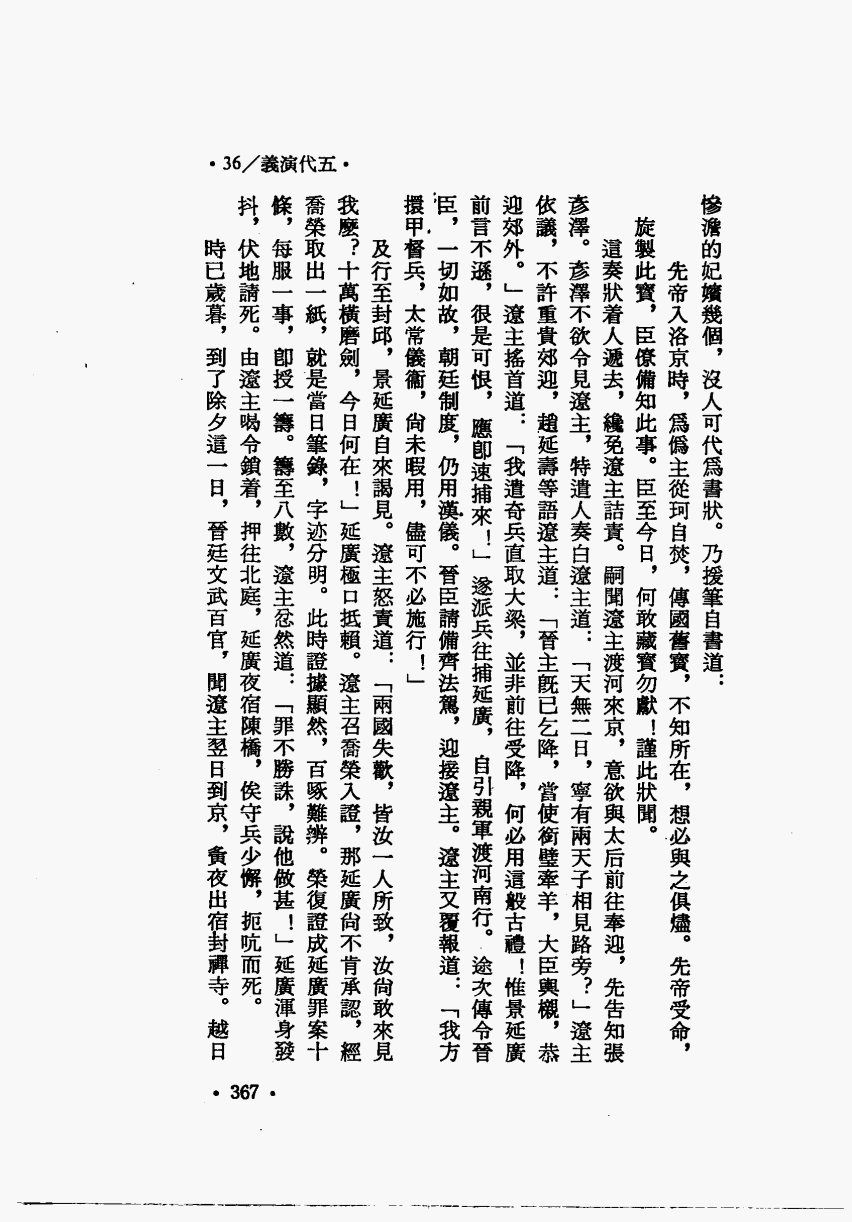 •36／義演代五•
慘澹的妃嬪幾個，沒人可代爲書狀。乃援筆自書道：
先帝入洛京時，爲僞主從珂自焚，傳國舊寶，不知所在，想必與之俱燼。先帝受命，
旋製此寶，臣僚備知此事。臣至今日，何敢藏寶勿獻！謹此狀聞。
這奏狀着人遞去，纔免遼主詰責。嗣聞遼主渡河來京，意欲與太后前往奉迎，先告知張
彥澤。彥澤不欲令見遼主，特遣人奏白遼主道：「天無二日，寧有兩天子相見路旁？」遼主
依議，不許重貴郊迎，趙延壽等語遼主道：「晉主旣已乞降，當使銜璧牽羊，大臣輿櫬，恭
迎郊外。」遼主搖首道：「我遣奇兵直取大梁，並非前往受降，何必用這般古禮！惟景延廣
前言不遜，很是可恨，應卽速捕來！」遂派兵往捕延廣，自引親軍渡河南行。途次傳令晉
臣，一切如故，朝廷制度，仍用漢儀。晉臣請備齊法駕，迎接遼主。遼主又覆報道：「我方
擐甲督兵，太常儀衞，尙未暇用，儘可不必施行！」
及行至封邱，景延廣自來謁見。遼主怒責道：「兩國失歡，皆汝一人所致，汝尙敢來見
我麼？十萬橫磨劍，今日何在！」延廣極口抵賴。遼主召喬榮入證，那延廣尙不肯承認，經
喬榮取出一紙，就是當日筆錄，字迹分明。此時證據顯然，百啄難辨。榮復證成延廣罪案十
條，每服一事，卽授一籌。籌至八數，遼主忿然道：「罪不勝誅，說他做甚！」延廣渾身發
抖，伏地請死。由遼主喝令鎖着，押往北庭，延廣夜宿陳橋，俟守兵少懈，扼吭而死。
時已歲暮，到了除夕這一日，晉廷文武百官，聞遼主翌日到京，夤夜出宿封禪寺。越日
•367•